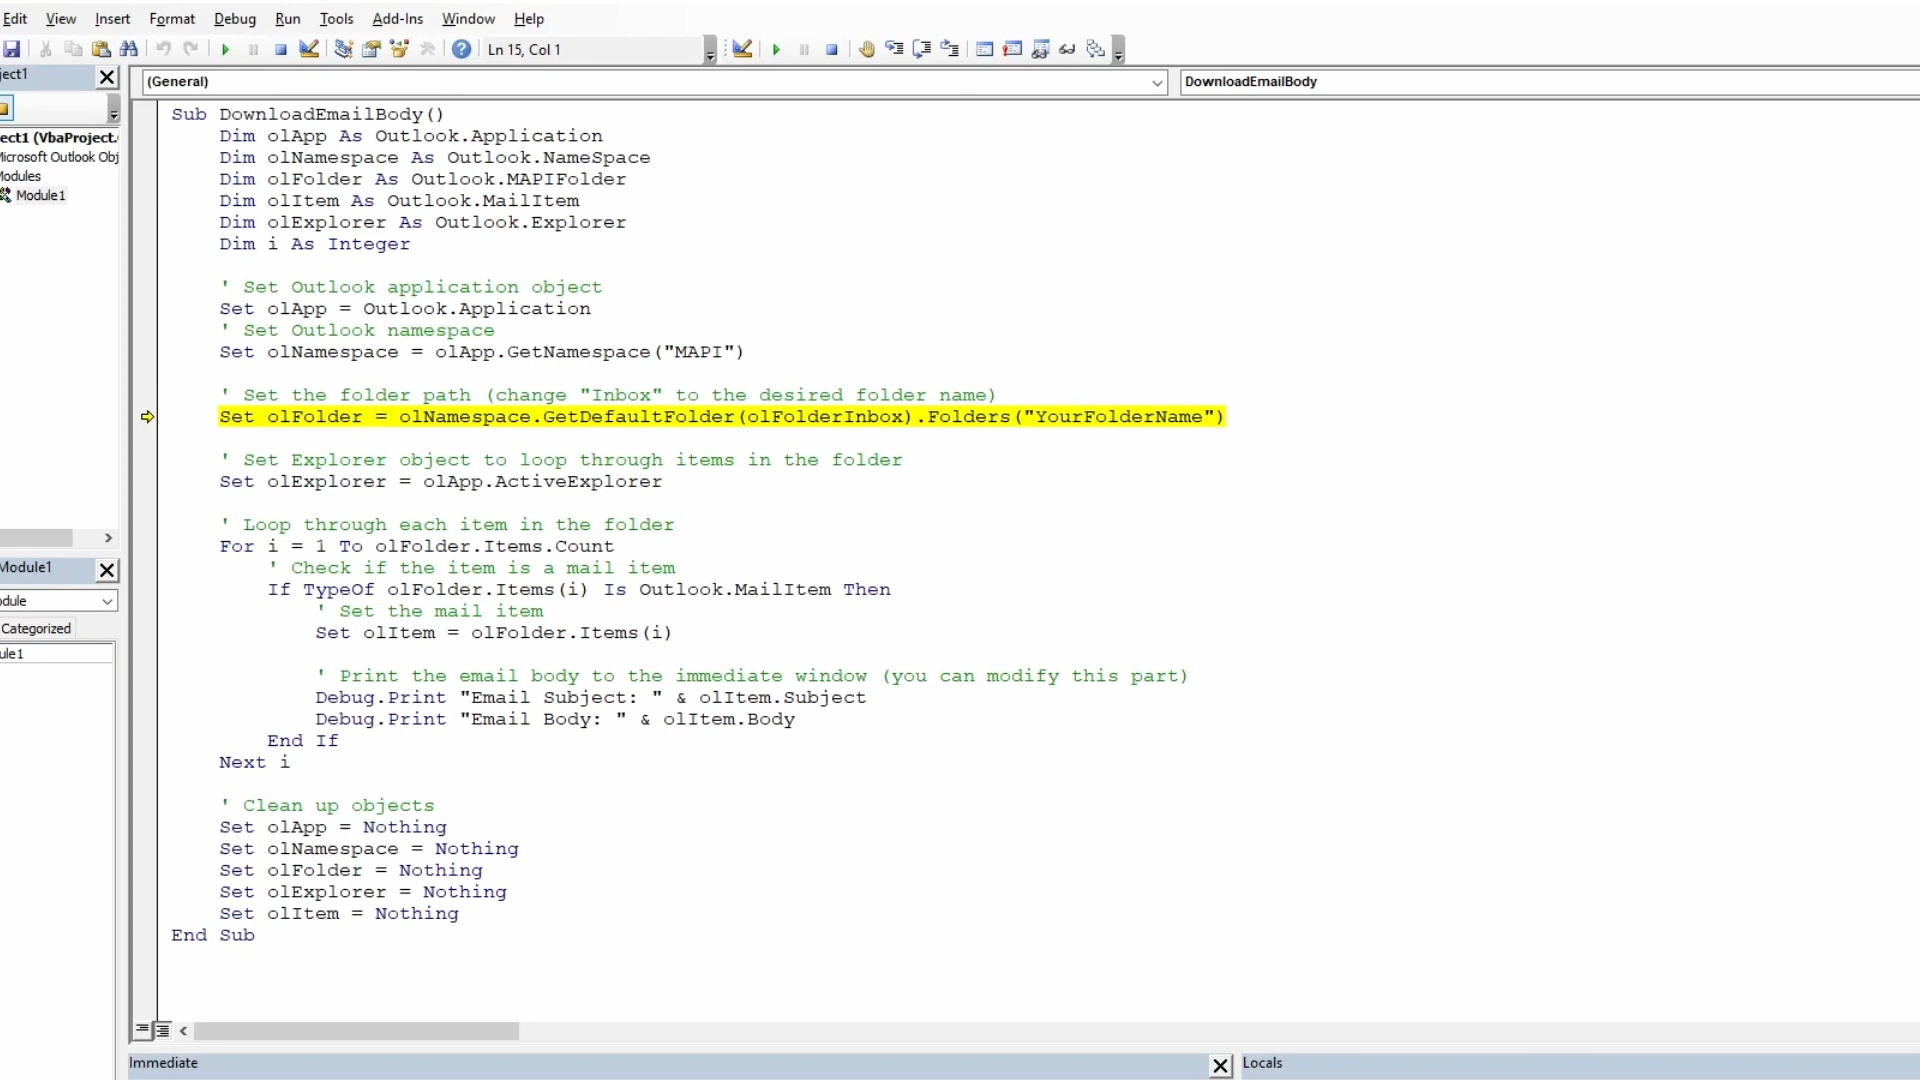 Edit View Insert Format Debug Run Tools Add-Ins Window Help
Ln 15, Col 1
ject1
(General)
DownloadEmailBody
ect1 (VbaProject.
Microsoft Outlook Obj
Modules
Module1
Sub DownloadEmailBody()
    Dim olApp As Outlook.Application
    Dim olNamespace As Outlook.NameSpace
    Dim olFolder As Outlook.MAPIFolder
    Dim olItem As Outlook.MailItem
    Dim olExplorer As Outlook.Explorer
    Dim i As Integer
    ' Set Outlook application object
    Set olApp = Outlook.Application
    ' Set Outlook namespace
    Set olNamespace = olApp.GetNamespace("MAPI")
    ' Set the folder path (change "Inbox" to the desired folder name)
    Set olFolder = olNamespace.GetDefaultFolder(olFolderInbox).Folders("YourFolderName")
    ' Set Explorer object to loop through items in the folder
    Set olExplorer = olApp.ActiveExplorer
    ' Loop through each item in the folder
    For i = 1 To olFolder.Items.Count
        ' Check if the item is a mail item
        If TypeOf olFolder.Items(i) Is Outlook.MailItem Then
            ' Set the mail item
            Set olItem = olFolder.Items(i)
            ' Print the email body to the immediate window (you can modify this part)
            Debug.Print "Email Subject: " & olItem.Subject
            Debug.Print "Email Body: " & olItem.Body
        End If
    Next i
    ' Clean up objects
    Set olApp = Nothing
    Set olNamespace = Nothing
    Set olFolder = Nothing
    Set olExplorer = Nothing
    Set olItem = Nothing
End Sub
Module1
odule
Categorized
ule1
Immediate
Locals